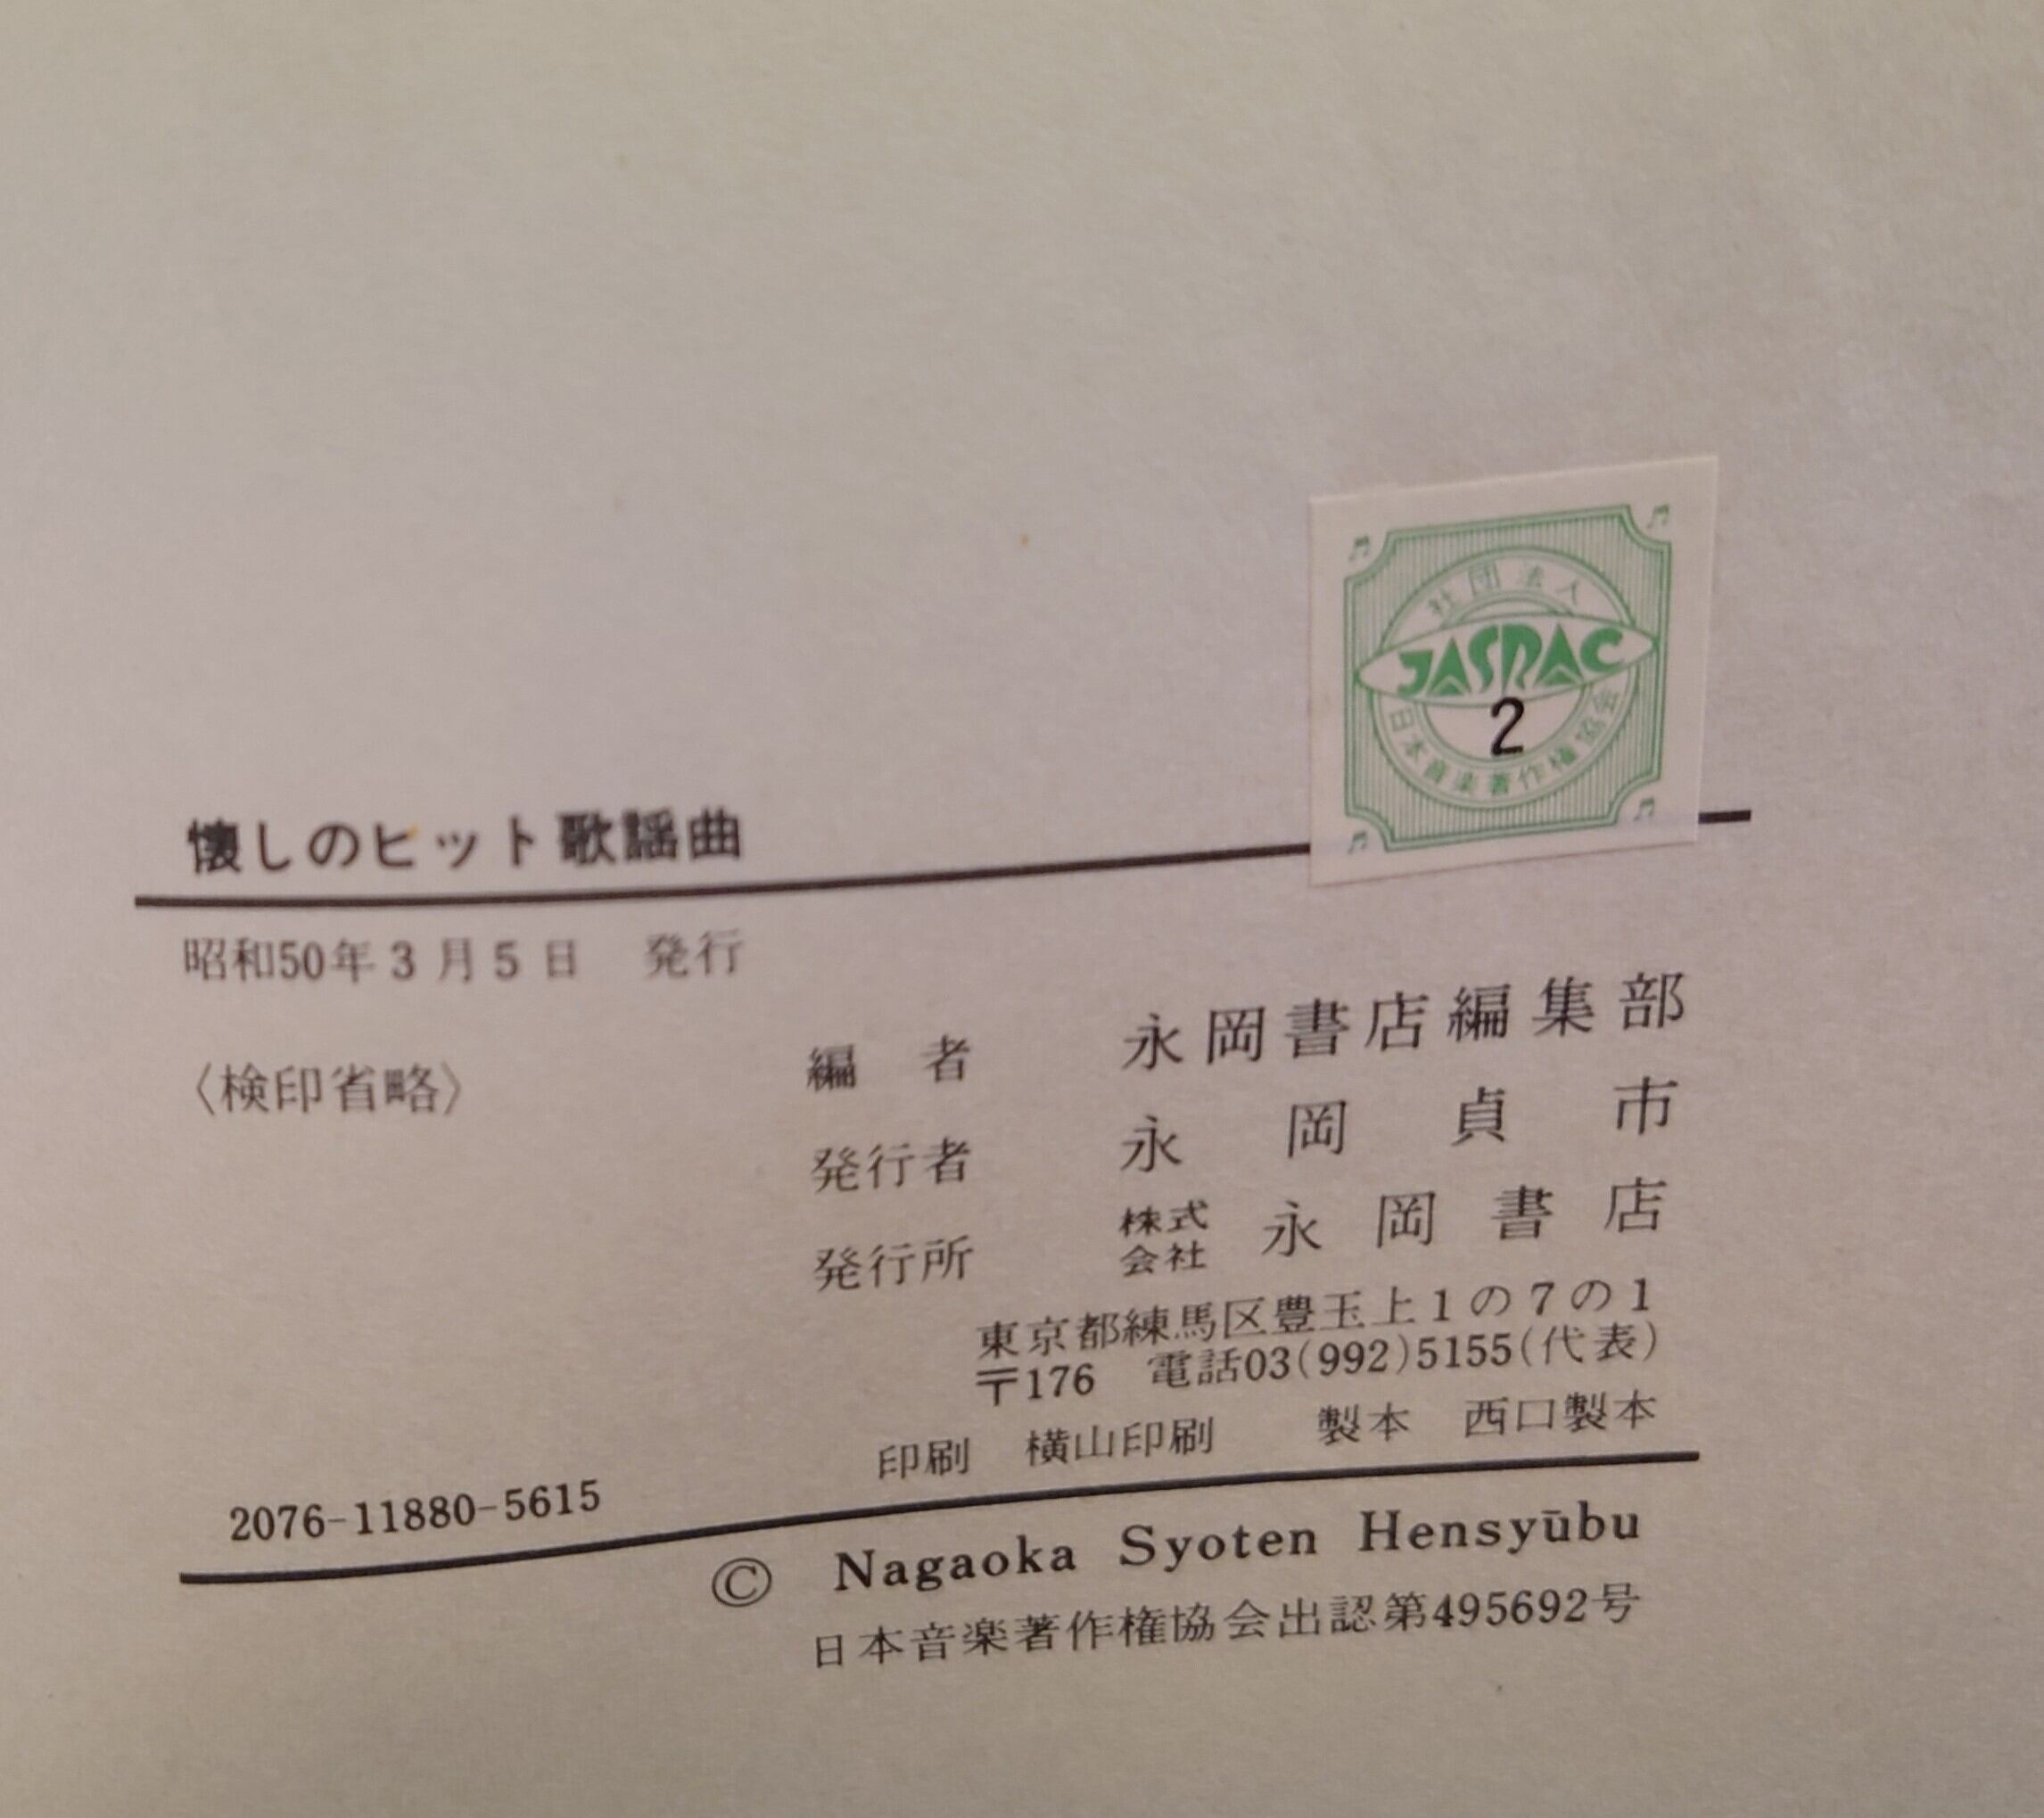 社団法人
JASRAC
2
日本音楽著作権協会
懐しのヒット歌謡曲
昭和50年3月5日 発行
〈検印省略〉
編者 永岡書店編集部
発行者 永岡貞市
発行所 株式会社 永岡書店
東京都練馬区豊玉上1の7の1
〒176 電話03(992)5155(代表)
印刷 横山印刷 製本 西口製本
2076-11880-5615
© Nagaoka Syoten Hensyūbu
日本音楽著作権協会出認第495692号